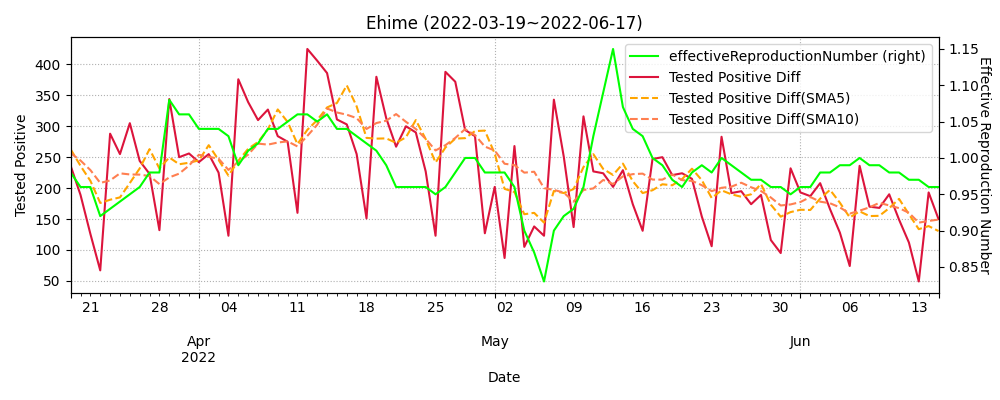 Ehime (2022-03-19~2022-06-17)
effectiveReproductionNumber (right)
Tested Positive Diff
Tested Positive Diff(SMA5)
Tested Positive Diff(SMA10)
Tested Positive
400
350
300
250
200
150
100
50
1.15
1.10
1.05
1.00
0.95
0.90
0.85
Effective Reproduction Number
21 28 04 11 18 25 02 09 16 23 30 06 13
Apr May Jun
2022
Date